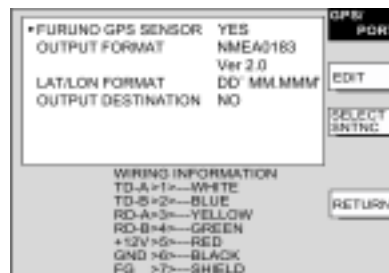 GPS/
POR
•FURUNO GPS SENSOR YES
OUTPUT FORMAT NMEA0183
Ver 2.0
LAT/LON FORMAT DD° MM.MMM'
OUTPUT DESTINATION NO
EDIT
SELECT
SNTNC
RETURN
WIRING INFORMATION
TD-A >1>---WHITE
TD-B >2>---BLUE
RD-A >3>---YELLOW
RD-B >4>---GREEN
+12V >5>---RED
GND >6>---BLACK
FG >7>---SHIELD